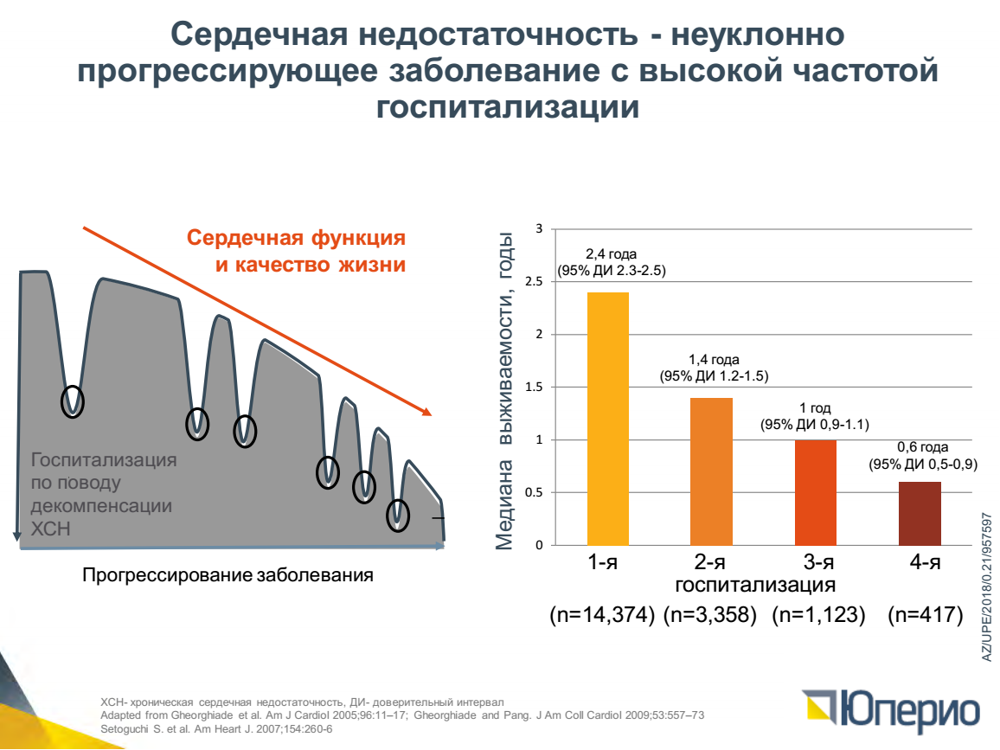 Сердечная недостаточность - неуклонно
прогрессирующее заболевание с высокой частотой
госпитализации
Сердечная функция
и качество жизни
Госпитализация
по поводу
декомпенсации
ХСН
Прогрессирование заболевания
Медиана выживаемости, годы
3
2.5
2
1.5
1
0.5
0
2,4 года
(95% ДИ 2.3-2.5)
1,4 года
(95% ДИ 1.2-1.5)
1 год
(95% ДИ 0,9-1.1)
0,6 года
(95% ДИ 0,5-0,9)
1-я 2-я 3-я 4-я
госпитализация
(n=14,374) (n=3,358) (n=1,123) (n=417)
AZ/UPE/2018/0.21/957597
ХСН- хроническая сердечная недостаточность, ДИ- доверительный интервал
Adapted from Gheorghiade et al. Am J Cardiol 2005;96:11–17; Gheorghiade and Pang. J Am Coll Cardiol 2009;53:557–73
Setoguchi S. et al. Am Heart J. 2007;154:260-6
Юперио